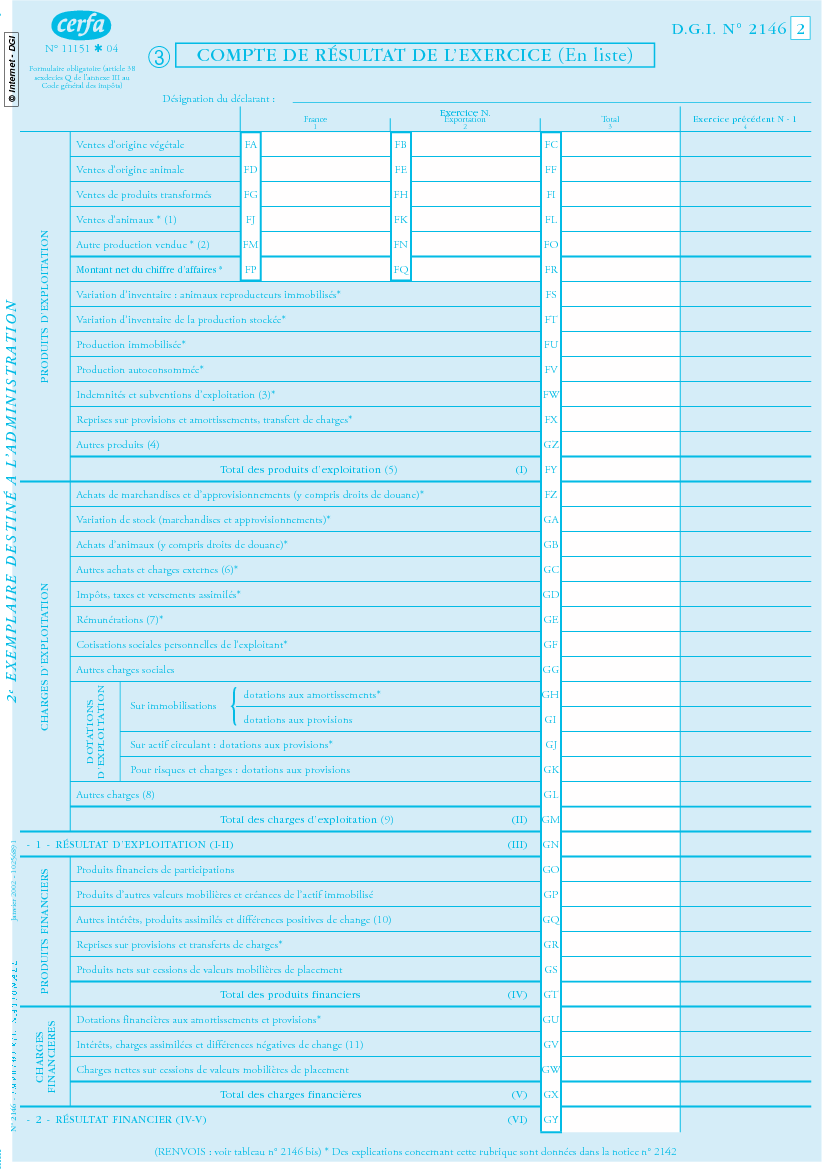 cerfa
N° 11151 ✱ 04
Formulaire obligatoire (article 38
sexdecies Q de l'annexe III au
Code général des Impôts)
© Internet - DGI
D.G.I. N° 2146 2
3 COMPTE DE RÉSULTAT DE L'EXERCICE (En liste)
Désignation du déclarant :
Exercice N.
France
1
Exportation
2
Total
3
Exercice précédent N - 1
4
2e EXEMPLAIRE DESTINÉ A L'ADMINISTRATION
PRODUITS D'EXPLOITATION
Ventes d'origine végétale FA FB FC
Ventes d'origine animale FD FE FF
Ventes de produits transformés FG FH FI
Ventes d'animaux * (1) FJ FK FL
Autre production vendue * (2) FM FN FO
Montant net du chiffre d'affaires * FP FQ FR
Variation d'inventaire : animaux reproducteurs immobilisés* FS
Variation d'inventaire de la production stockée* FT
Production immobilisée* FU
Production autoconsommée* FV
Indemnités et subventions d'exploitation (3)* FW
Reprises sur provisions et amortissements, transfert de charges* FX
Autres produits (4) GZ
Total des produits d'exploitation (5) (I) FY
CHARGES D'EXPLOITATION
Achats de marchandises et d'approvisionnements (y compris droits de douane)* FZ
Variation de stock (marchandises et approvisionnements)* GA
Achats d'animaux (y compris droits de douane)* GB
Autres achats et charges externes (6)* GC
Impôts, taxes et versements assimilés* GD
Rémunérations (7)* GE
Cotisations sociales personnelles de l'exploitant* GF
Autres charges sociales GG
DOTATIONS
D'EXPLOITATION
Sur immobilisations
dotations aux amortissements* GH
dotations aux provisions GI
Sur actif circulant : dotations aux provisions* GJ
Pour risques et charges : dotations aux provisions GK
Autres charges (8) GL
Total des charges d'exploitation (9) (II) GM
- 1 - RÉSULTAT D'EXPLOITATION (I-II) (III) GN
PRODUITS FINANCIERS
Produits financiers de participations GO
Produits d'autres valeurs mobilières et créances de l'actif immobilisé GP
Autres intérêts, produits assimilés et différences positives de change (10) GQ
Reprises sur provisions et transferts de charges* GR
Produits nets sur cessions de valeurs mobilières de placement GS
Total des produits financiers (IV) GT
CHARGES
FINANCIERES
Dotations financières aux amortissements et provisions* GU
Intérêts, charges assimilées et différences négatives de change (11) GV
Charges nettes sur cessions de valeurs mobilières de placement GW
Total des charges financières (V) GX
- 2 - RÉSULTAT FINANCIER (IV-V) (VI) GY
N° 2146 -
NATIONALE
Janvier 2002 –
(RENVOIS : voir tableau n° 2146 bis) * Des explications concernant cette rubrique sont données dans la notice n° 2142